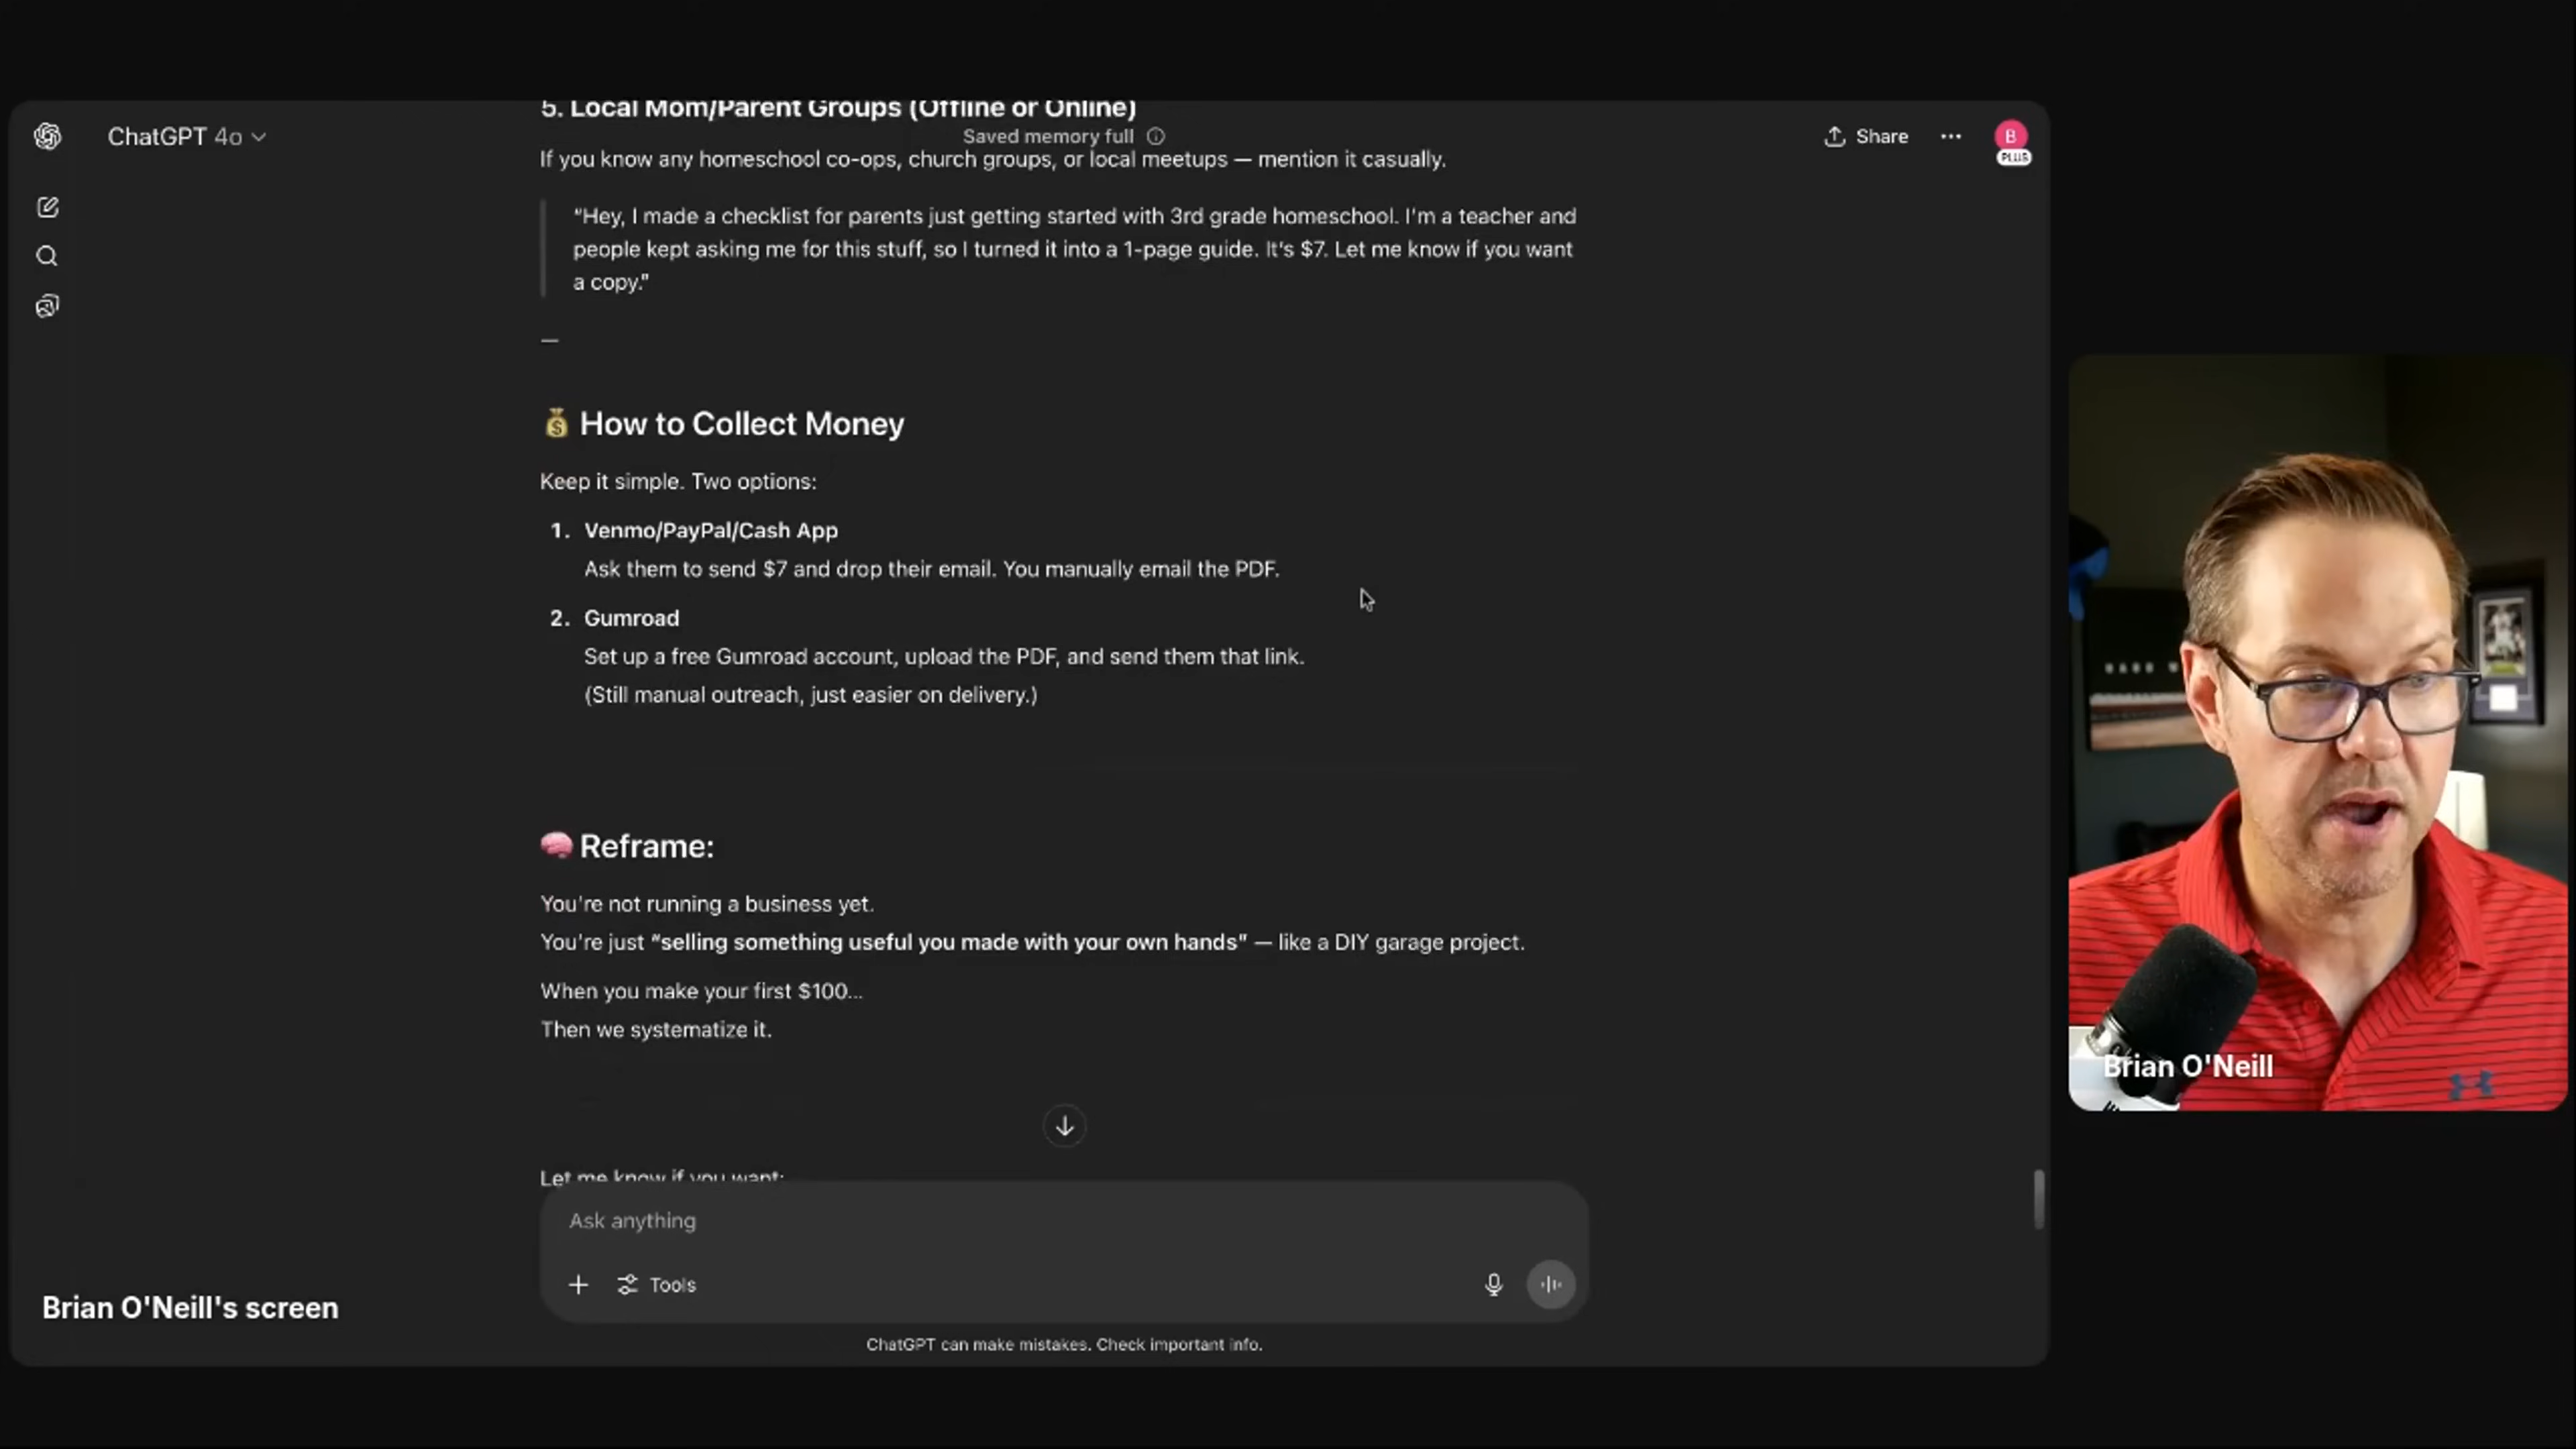 5. Local Mom/Parent Groups (Offline or Online)
ChatGPT 4o
Saved memory full
Share
B
PLUS
If you know any homeschool co-ops, church groups, or local meetups — mention it casually.
"Hey, I made a checklist for parents just getting started with 3rd grade homeschool. I'm a teacher and
people kept asking me for this stuff, so I turned it into a 1-page guide. It's $7. Let me know if you want
a copy."
—
💰 How to Collect Money
Keep it simple. Two options:
1. Venmo/PayPal/Cash App
Ask them to send $7 and drop their email. You manually email the PDF.
2. Gumroad
Set up a free Gumroad account, upload the PDF, and send them that link.
(Still manual outreach, just easier on delivery.)
🧠 Reframe:
You're not running a business yet.
You're just "selling something useful you made with your own hands" — like a DIY garage project.
When you make your first $100...
Then we systematize it.
Let me know if you want:
Ask anything
Tools
ChatGPT can make mistakes. Check important info.
Brian O'Neill's screen
Brian O'Neill